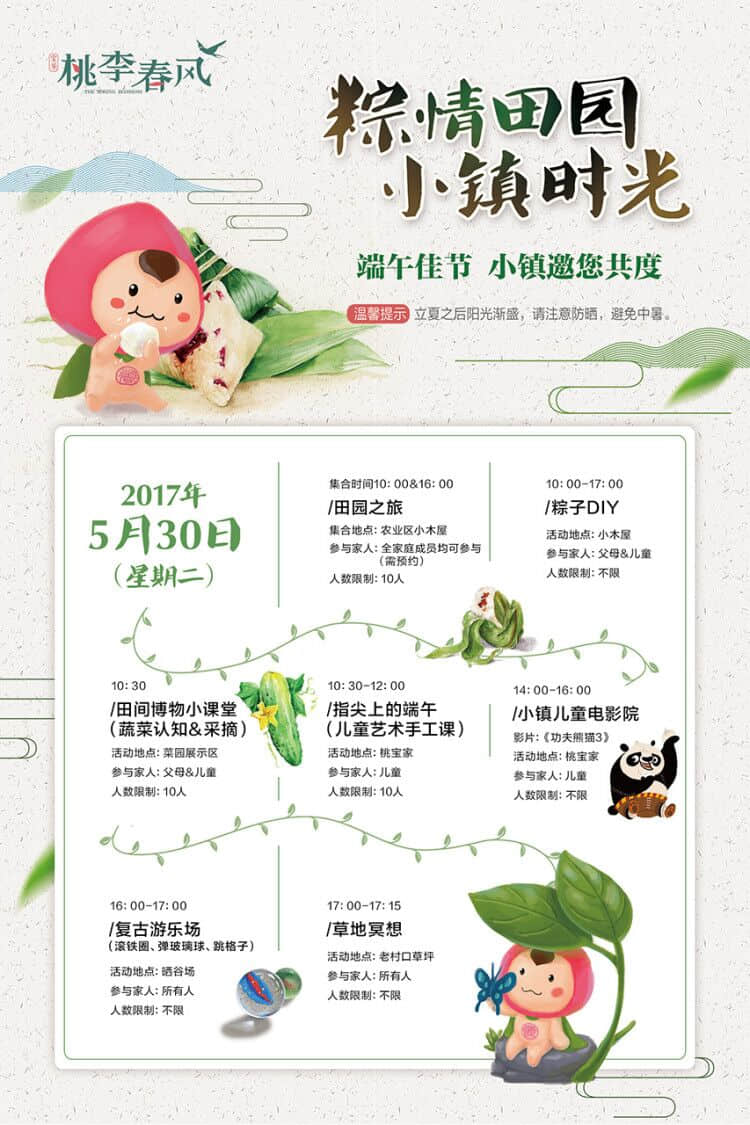 桃李春风
粽情田园
小镇时光
端午佳节 小镇邀您共度
温馨提示 立夏之后阳光渐盛，请注意防晒，避免中暑。
2017年
5月30日
（星期二）
集合时间10：00&16：00
/田园之旅
集合地点：农业区小木屋
参与家人：全家庭成员均可参与
（需预约）
人数限制：10人
10：00-17：00
/粽子DIY
活动地点：小木屋
参与家人：父母&儿童
人数限制：不限
10：30
/田间博物小课堂
（蔬菜认知&采摘）
活动地点：菜园展示区
参与家人：父母&儿童
人数限制：10人
10：30-12：00
/指尖上的端午
（儿童艺术手工课）
活动地点：桃宝家
参与家人：儿童
人数限制：10人
14：00-16：00
/小镇儿童电影院
影片：《功夫熊猫3》
活动地点：桃宝家
参与家人：儿童
人数限制：不限
16：00-17：00
/复古游乐场
（滚铁圈、弹玻璃球、跳格子）
活动地点：晒谷场
参与家人：所有人
人数限制：不限
17：00-17：15
/草地冥想
活动地点：老村口草坪
参与家人：所有人
人数限制：不限